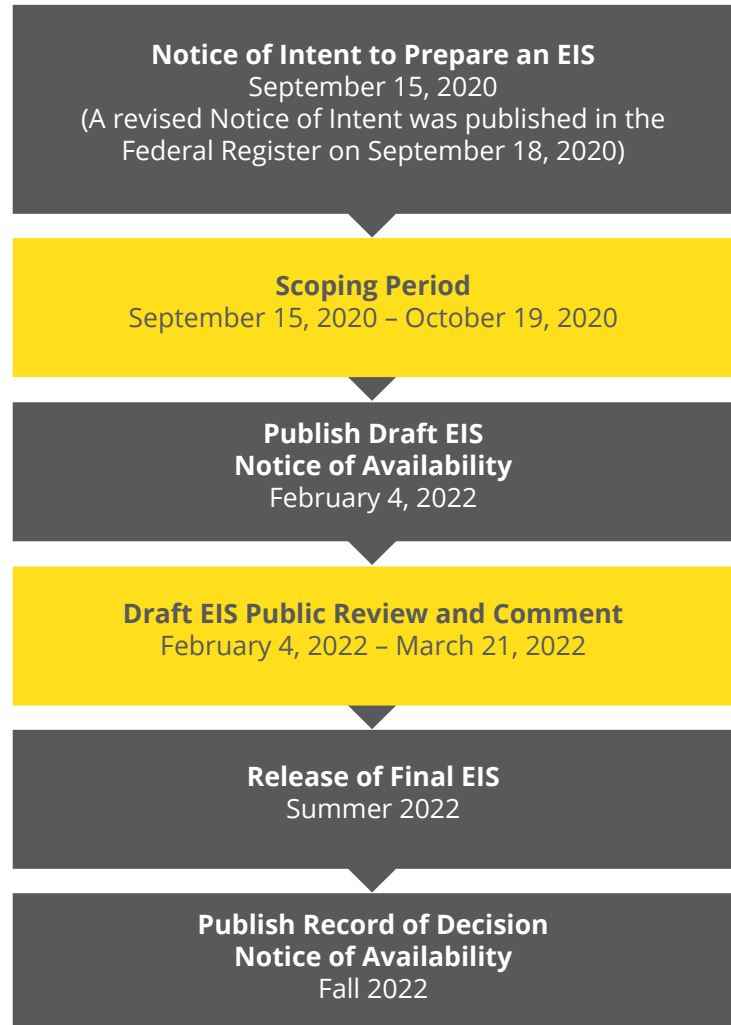 Notice of Intent to Prepare an EIS
September 15, 2020
(A revised Notice of Intent was published in the
Federal Register on September 18, 2020)
Scoping Period
September 15, 2020 – October 19, 2020
Publish Draft EIS
Notice of Availability
February 4, 2022
Draft EIS Public Review and Comment
February 4, 2022 – March 21, 2022
Release of Final EIS
Summer 2022
Publish Record of Decision
Notice of Availability
Fall 2022